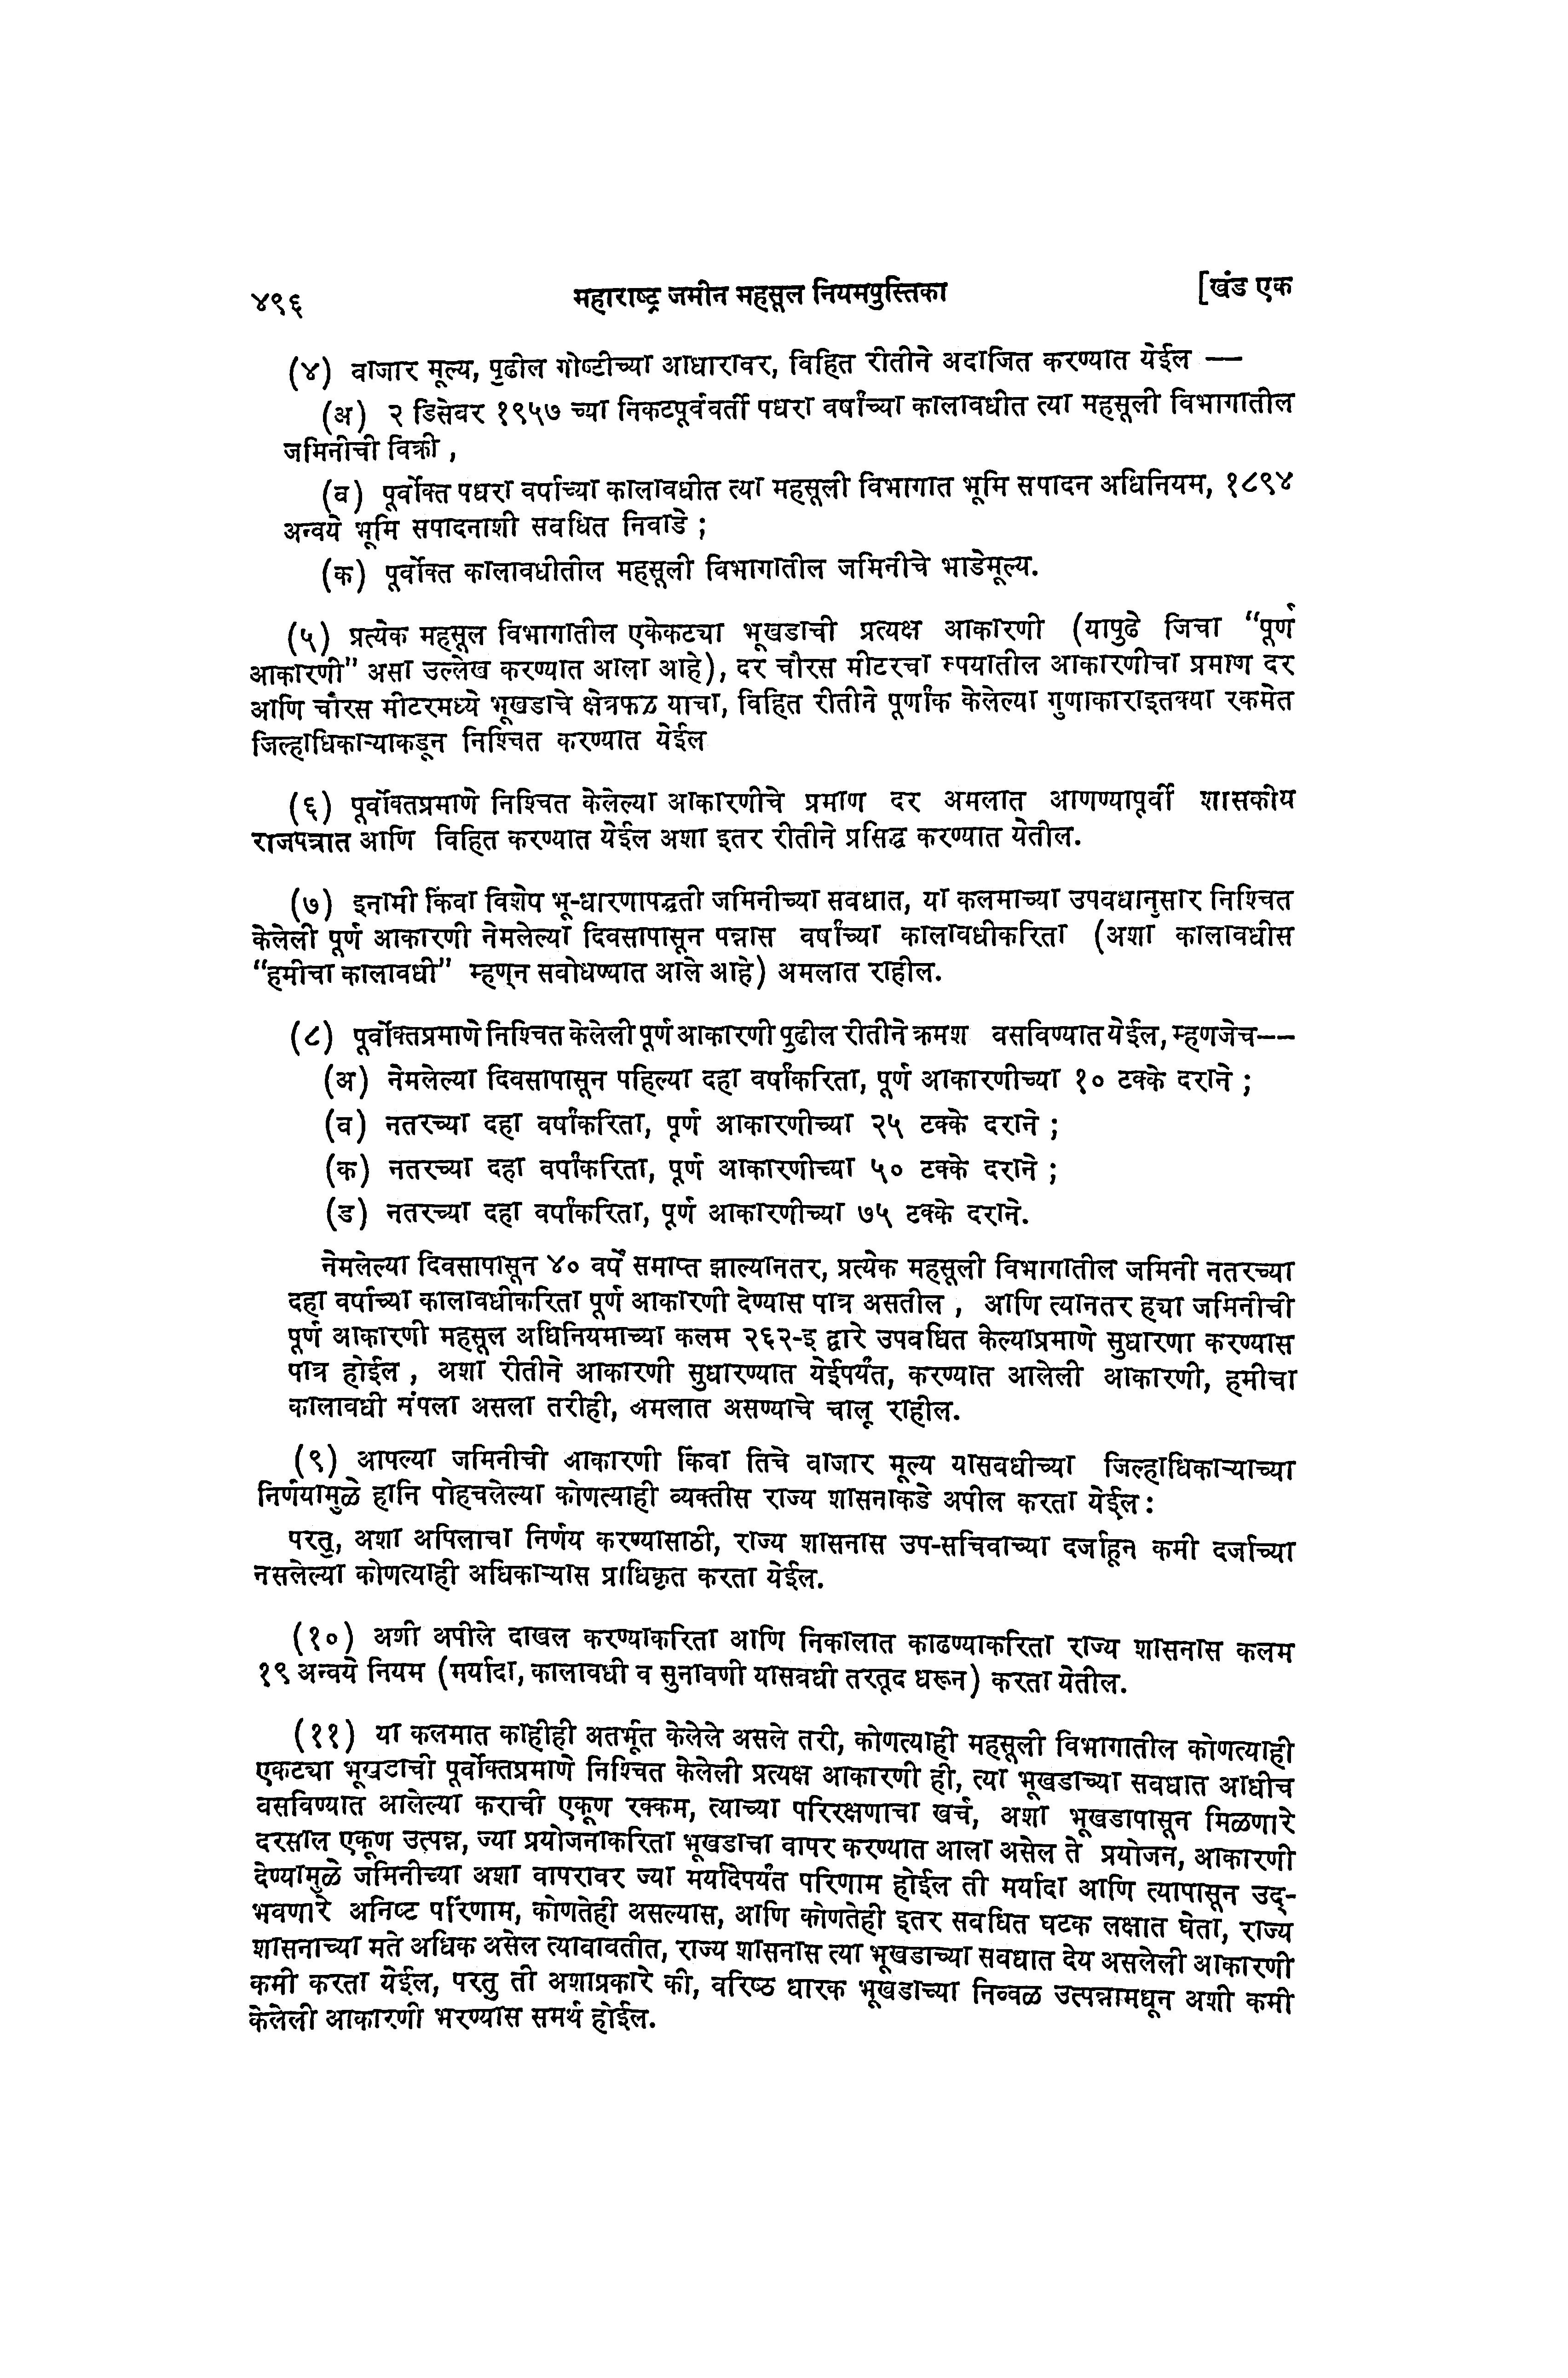 ४९६ महाराष्ट्र जमीन महसूल नियमपुस्तिका [खंड एक
(४) वाजार मूल्य, पुढील गोष्टीच्या आधारावर, विहित रीतीने अदाजित करण्यात येईल —
(अ) २ डिसेबर १९५७ च्या निकटपूर्ववर्ती पधरा वर्षांच्या कालावधीत त्या महसूली विभागातील
जमिनीची विक्री ,
(व) पूर्वोक्त पधरा वर्पाच्या कालावधीत त्या महसूली विभागात भूमि सपादन अधिनियम, १८९४
अन्वये भूमि सपादनाशी सवधित निवाडे ;
(क) पूर्वोक्त कालावधीतील महसूली विभागातील जमिनीचे भाडेमूल्य.
(५) प्रत्येक महसूल विभागातील एकेकटचा भूखडाची प्रत्यक्ष आकारणी (यापुढे जिचा “पूर्ण
आकारणी” असा उल्लेख करण्यात आला आहे), दर चौरस मीटरचा रुपयातील आकारणीचा प्रमाण दर
आणि चौरस मीटरमध्ये भूखडाचे क्षेत्रफळ याचा, विहित रीतीने पूर्णांक केलेल्या गुणाकाराइतक्या रकमेत
जिल्हाधिकाऱ्याकडून निश्चित करण्यात येईल
(६) पूर्वोक्तप्रमाणे निश्चित केलेल्या आकारणीचे प्रमाण दर अमलात आणण्यापूर्वी शासकीय
राजपत्रात आणि विहित करण्यात येईल अशा इतर रीतीने प्रसिद्ध करण्यात येतील.
(७) इनामी किंवा विशेप भू-धारणापद्धती जमिनीच्या सवधात, या कलमाच्या उपवधानुसार निश्चित
केलेली पूर्ण आकारणी नेमलेल्या दिवसापासून पन्नास वर्षांच्या कालावधीकरिता (अशा कालावधीस
“हमीचा कालावधी” म्हणून सवोधण्यात आले आहे) अमलात राहील.
(८) पूर्वोक्तप्रमाणे निश्चित केलेली पूर्ण आकारणी पुढील रीतीने क्रमश वसविण्यात येईल, म्हणजेच——
(अ) नेमलेल्या दिवसापासून पहिल्या दहा वर्षांकरिता, पूर्ण आकारणीच्या १० टक्के दराने ;
(व) नतरच्या दहा वर्षांकरिता, पूर्ण आकारणीच्या २५ टक्के दराने ;
(क) नतरच्या दहा वर्पांकरिता, पूर्ण आकारणीच्या ५० टक्के दराने ;
(ड) नतरच्या दहा वर्पांकरिता, पूर्ण आकारणीच्या ७५ टक्के दराने.
नेमलेल्या दिवसापासून ४० वर्पे समाप्त झाल्यानतर, प्रत्येक महसूली विभागातील जमिनी नतरच्या
दहा वर्पाच्या कालावधीकरिता पूर्ण आकारणी देण्यास पात्र असतील , आणि त्यानतर ह्या जमिनीची
पूर्ण आकारणी महसूल अधिनियमाच्या कलम २६२-इ द्वारे उपवधित केल्याप्रमाणे सुधारणा करण्यास
पात्र होईल , अशा रीतीने आकारणी सुधारण्यात येईपर्यंत, करण्यात आलेली आकारणी, हमीचा
कालावधी संपला असला तरीही, अमलात असण्याचे चालू राहील.
(९) आपल्या जमिनीची आकारणी किंवा तिचे वाजार मूल्य यासवधीच्या जिल्हाधिकाऱ्याच्या
निर्णयामुळे हानि पोहचलेल्या कोणत्याही व्यक्तीस राज्य शासनाकडे अपील करता येईल :
परतु, अशा अपिलाचा निर्णय करण्यासाठी, राज्य शासनास उप-सचिवाच्या दर्जाहून कमी दर्जाच्या
नसलेल्या कोणत्याही अधिकाऱ्यास प्राधिकृत करता येईल.
(१०) अशी अपीले दाखल करण्याकरिता आणि निकालात काढण्याकरिता राज्य शासनास कलम
१९ अन्वये नियम (मर्यादा, कालावधी व सुनावणी यासवधी तरतूद धरून) करता येतील.
(११) या कलमात काहीही अतर्भूत केलेले असले तरी, कोणत्याही महसूली विभागातील कोणत्याही
एकट्या भूखडाची पूर्वोक्तप्रमाणे निश्चित केलेली प्रत्यक्ष आकारणी ही, त्या भूखडाच्या सवधात आधीच
वसविण्यात आलेल्या कराची एकूण रक्कम, त्याच्या परिरक्षणाचा खर्च, अशा भूखडापासून मिळणारे
दरसाल एकूण उत्पन्न, ज्या प्रयोजनाकरिता भूखडाचा वापर करण्यात आला असेल ते प्रयोजन, आकारणी
देण्यामुळे जमिनीच्या अशा वापरावर ज्या मर्यादेपर्यंत परिणाम होईल ती मर्यादा आणि त्यापासून उद्-
भवणारे अनिष्ट परिणाम, कोणतेही असल्यास, आणि कोणतेही इतर सवधित घटक लक्षात घेता, राज्य
शासनाच्या मते अधिक असेल त्यावावतीत, राज्य शासनास त्या भूखडाच्या सवधात देय असलेली आकारणी
कमी करता येईल, परतु ती अशाप्रकारे की, वरिष्ठ धारक भूखडाच्या निव्वळ उत्पन्नामधून अशी कमी
केलेली आकारणी भरण्यास समर्थ होईल.